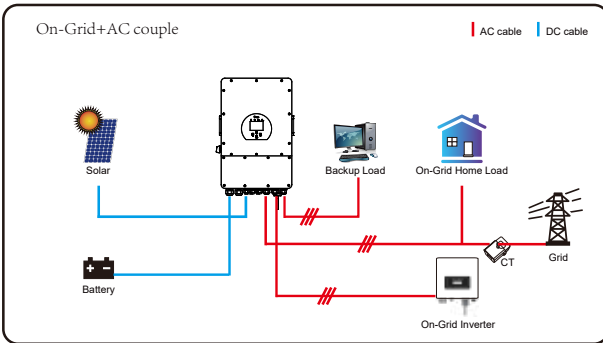 On-Grid+AC couple
AC cable
DC cable
Solar
Backup Load
On-Grid Home Load
CT
Grid
Battery
On-Grid Inverter